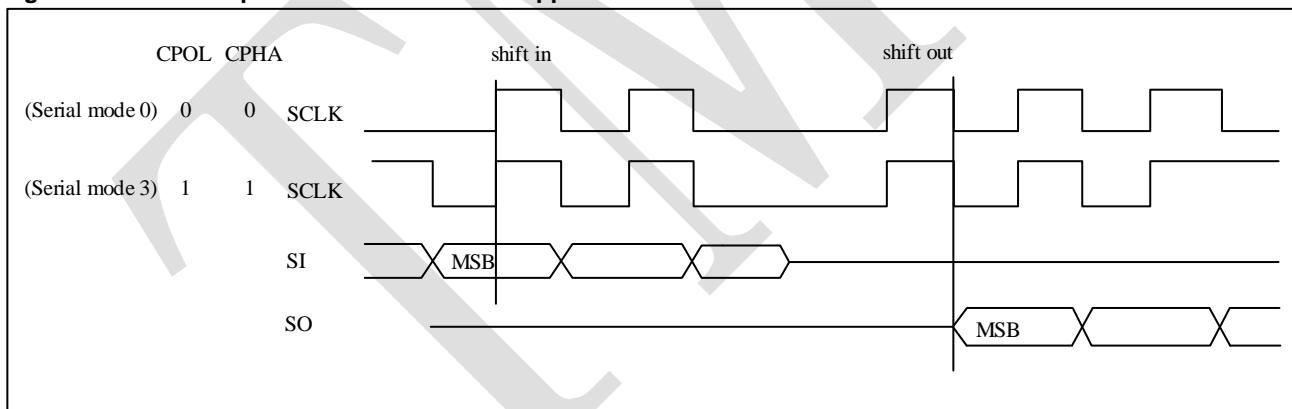 CPOL CPHA shift in shift out
(Serial mode 0) 0 0 SCLK
(Serial mode 3) 1 1 SCLK
SI MSB
SO MSB